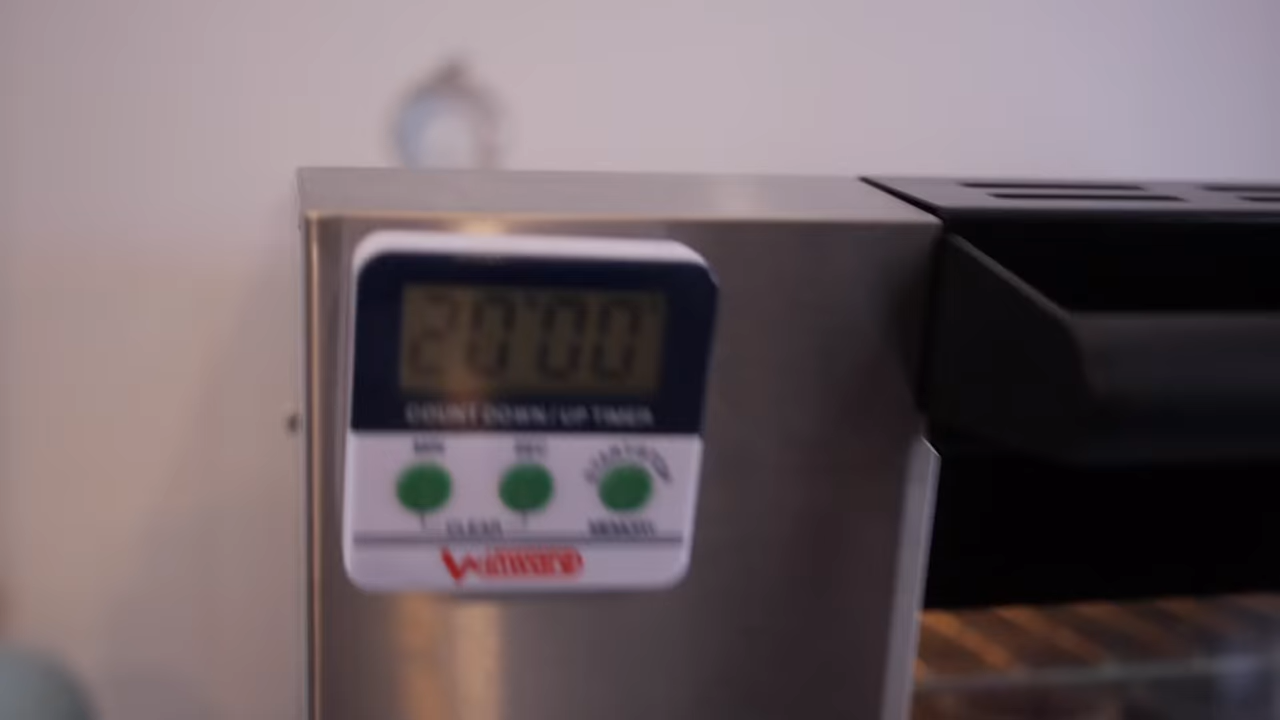 20'00"
COUNT DOWN / UP TIMER
MIN SEC START/STOP
CLEAR MEMORY